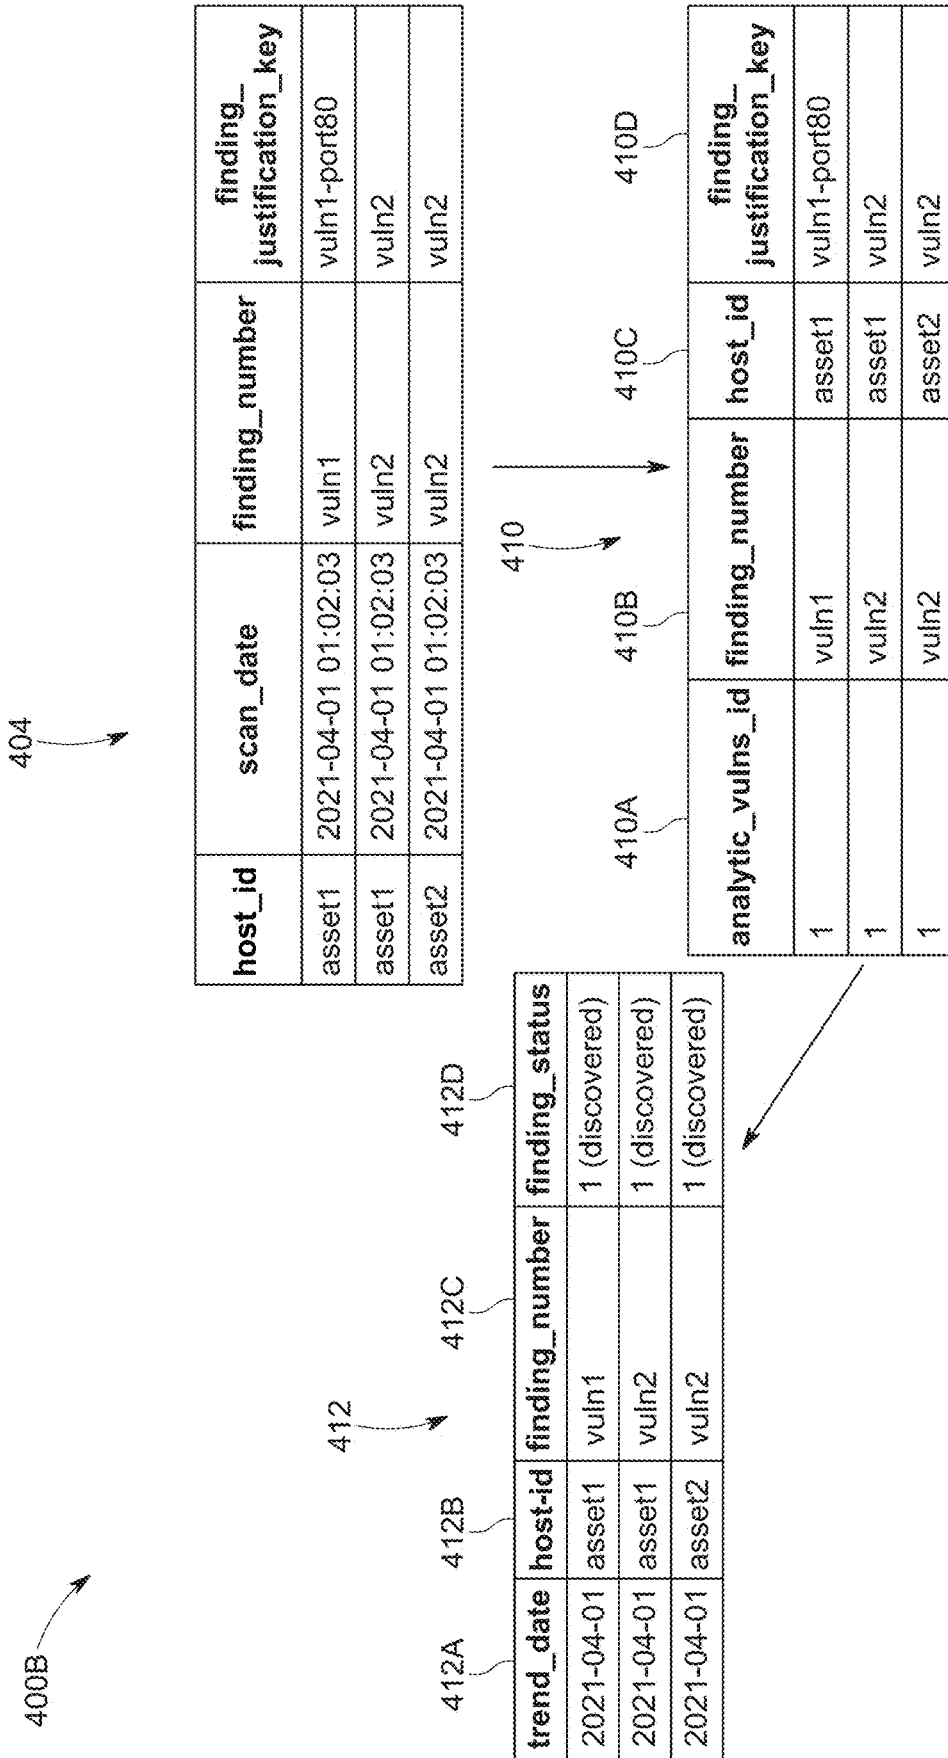 400B
404
host_id scan_date finding_number finding_
justification_key
asset1 2021-04-01 01:02:03 vuln1 vuln1-port80
asset1 2021-04-01 01:02:03 vuln2 vuln2
asset2 2021-04-01 01:02:03 vuln2 vuln2
412
412A 412B 412C 412D
trend_date host-id finding_number finding_status
2021-04-01 asset1 vuln1 1 (discovered)
2021-04-01 asset1 vuln2 1 (discovered)
2021-04-01 asset2 vuln2 1 (discovered)
410
410A 410B 410C 410D
analytic_vulns_id finding_number host_id finding_
justification_key
1 vuln1 asset1 vuln1-port80
1 vuln2 asset1 vuln2
1 vuln2 asset2 vuln2